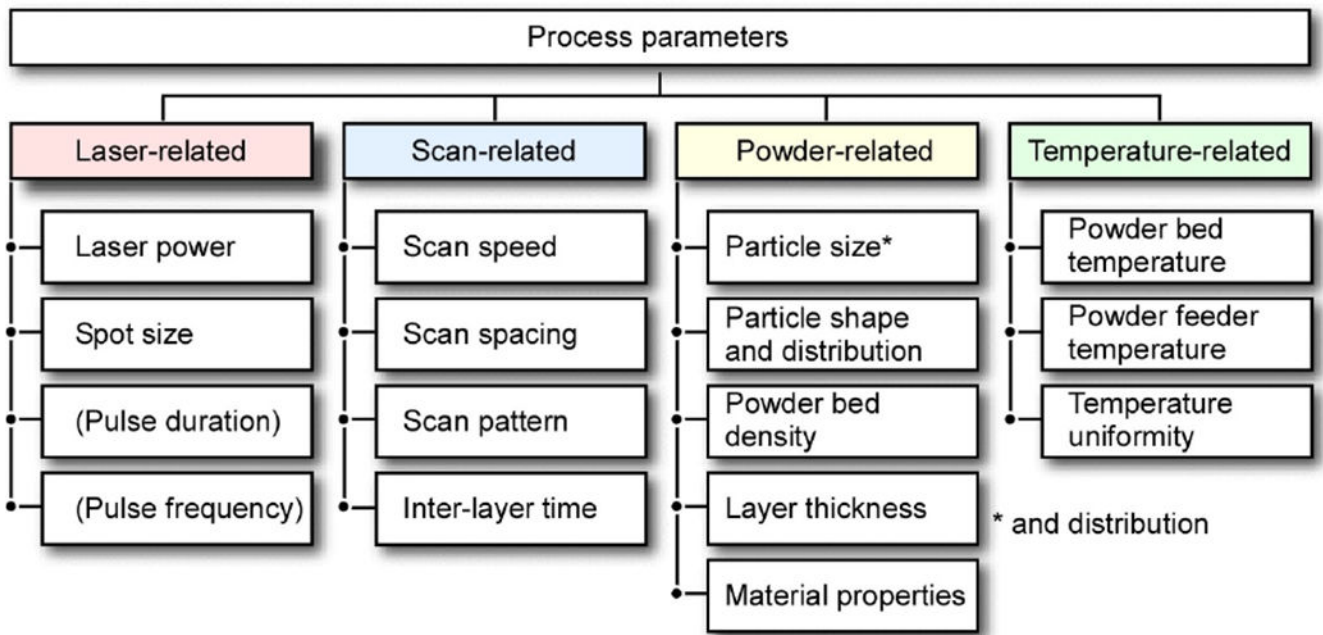 Process parameters
Laser-related
Laser power
Spot size
(Pulse duration)
(Pulse frequency)
Scan-related
Scan speed
Scan spacing
Scan pattern
Inter-layer time
Powder-related
Particle size*
Particle shape
and distribution
Powder bed
density
Layer thickness
Material properties
Temperature-related
Powder bed
temperature
Powder feeder
temperature
Temperature
uniformity
* and distribution